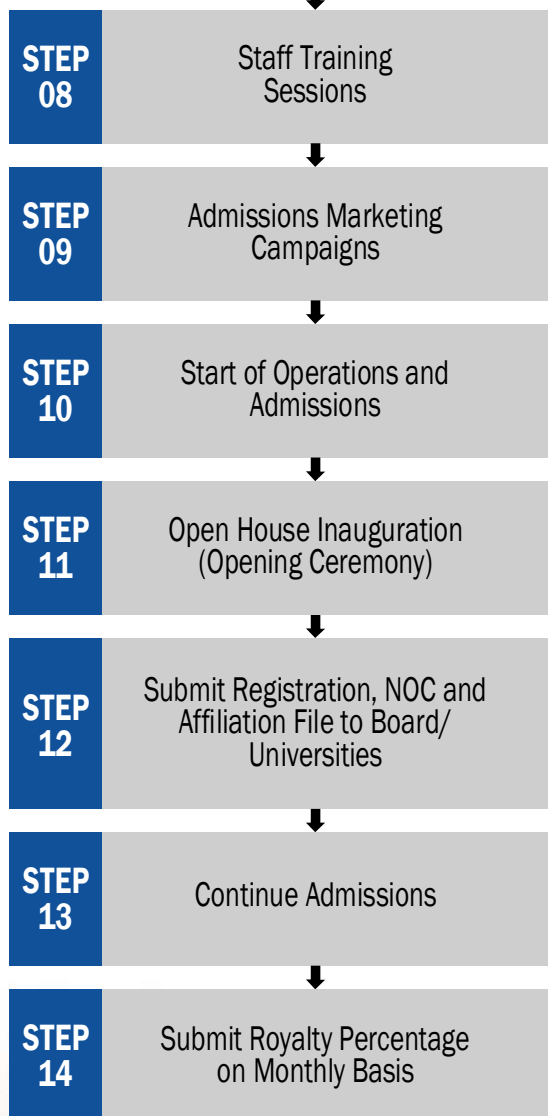 STEP
08
Staff Training
Sessions
STEP
09
Admissions Marketing
Campaigns
STEP
10
Start of Operations and
Admissions
STEP
11
Open House Inauguration
(Opening Ceremony)
STEP
12
Submit Registration, NOC and
Affiliation File to Board/
Universities
STEP
13
Continue Admissions
STEP
14
Submit Royalty Percentage
on Monthly Basis